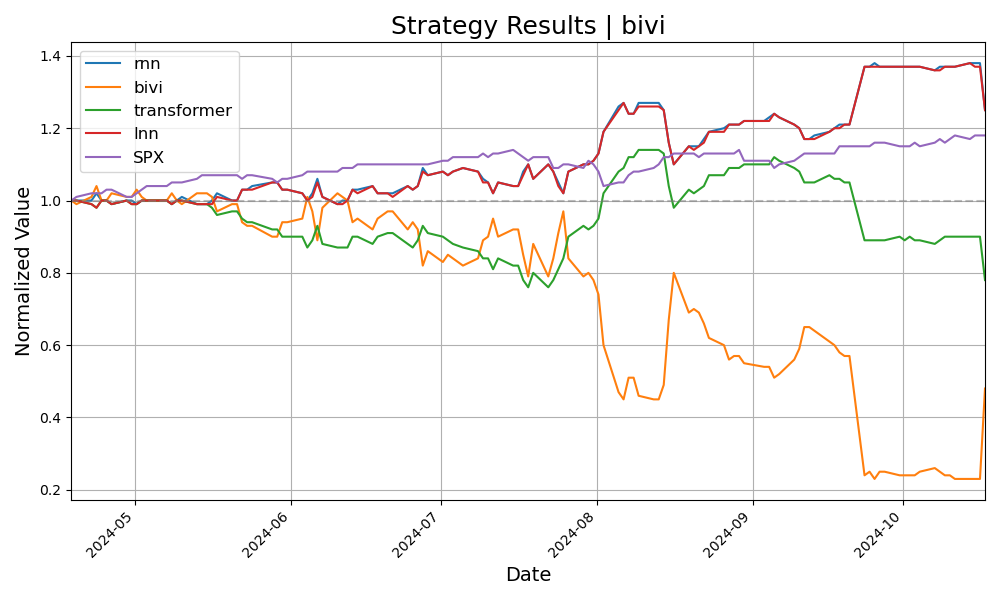 Strategy Results | bivi
rnn
bivi
transformer
lnn
SPX
Normalized Value
1.4
1.2
1.0
0.8
0.6
0.4
0.2
2024-05
2024-06
2024-07
2024-08
2024-09
2024-10
Date